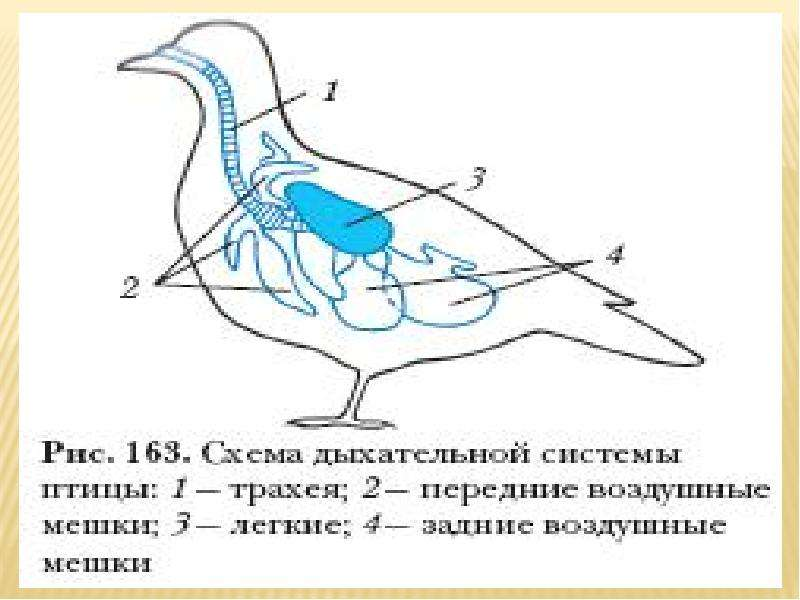 1
3
4
2
Рис. 163. Схема дыхательной системы
птицы: 1 — трахея; 2 — передние воздушные
мешки; 3 — легкие; 4 — задние воздушные
мешки